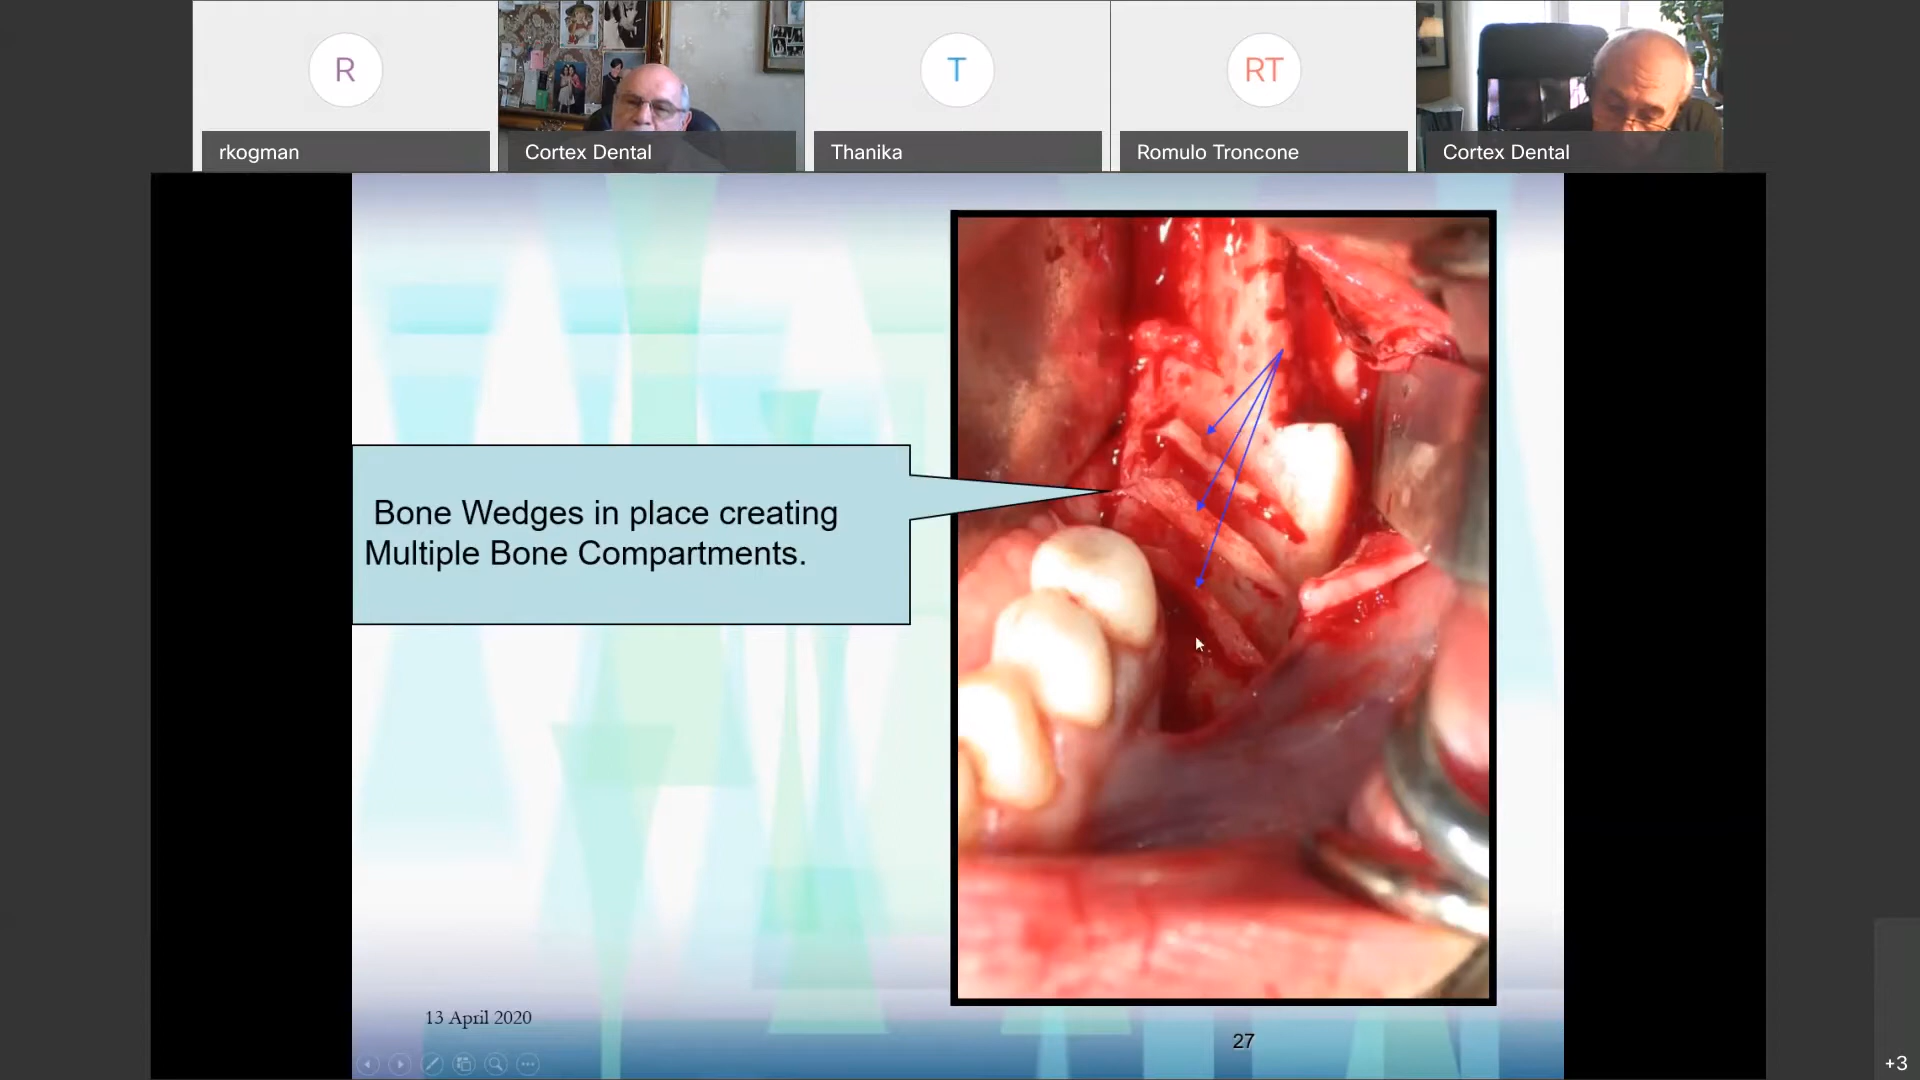 R
T
RT
rkogman
Cortex Dental
Thanika
Romulo Troncone
Cortex Dental
Bone Wedges in place creating
Multiple Bone Compartments.
13 April 2020
27
+3